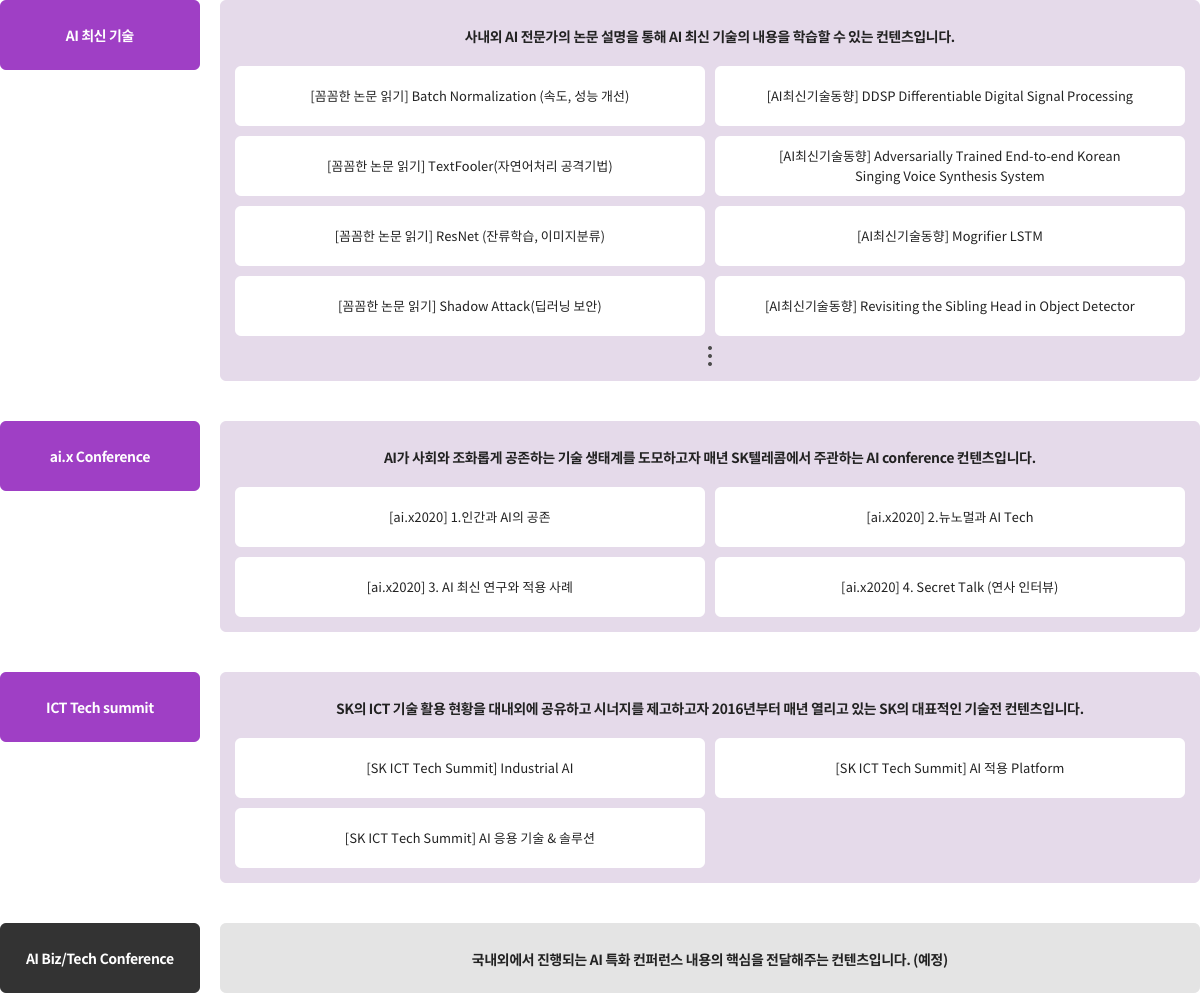 AI 최신 기술
사내외 AI 전문가의 논문 설명을 통해 AI 최신 기술의 내용을 학습할 수 있는 컨텐츠입니다.
[꼼꼼한 논문 읽기] Batch Normalization (속도, 성능 개선)
[AI최신기술동향] DDSP Differentiable Digital Signal Processing
[꼼꼼한 논문 읽기] TextFooler(자연어처리 공격기법)
[AI최신기술동향] Adversarially Trained End-to-end Korean
Singing Voice Synthesis System
[꼼꼼한 논문 읽기] ResNet (잔류학습, 이미지분류)
[AI최신기술동향] Mogrifier LSTM
[꼼꼼한 논문 읽기] Shadow Attack(딥러닝 보안)
[AI최신기술동향] Revisiting the Sibling Head in Object Detector
ai.x Conference
AI가 사회와 조화롭게 공존하는 기술 생태계를 도모하고자 매년 SK텔레콤에서 주관하는 AI conference 컨텐츠입니다.
[ai.x2020] 1.인간과 AI의 공존
[ai.x2020] 2.뉴노멀과 AI Tech
[ai.x2020] 3. AI 최신 연구와 적용 사례
[ai.x2020] 4. Secret Talk (연사 인터뷰)
ICT Tech summit
SK의 ICT 기술 활용 현황을 대내외에 공유하고 시너지를 제고하고자 2016년부터 매년 열리고 있는 SK의 대표적인 기술전 컨텐츠입니다.
[SK ICT Tech Summit] Industrial AI
[SK ICT Tech Summit] AI 적용 Platform
[SK ICT Tech Summit] AI 응용 기술 & 솔루션
AI Biz/Tech Conference
국내외에서 진행되는 AI 특화 컨퍼런스 내용의 핵심을 전달해주는 컨텐츠입니다. (예정)